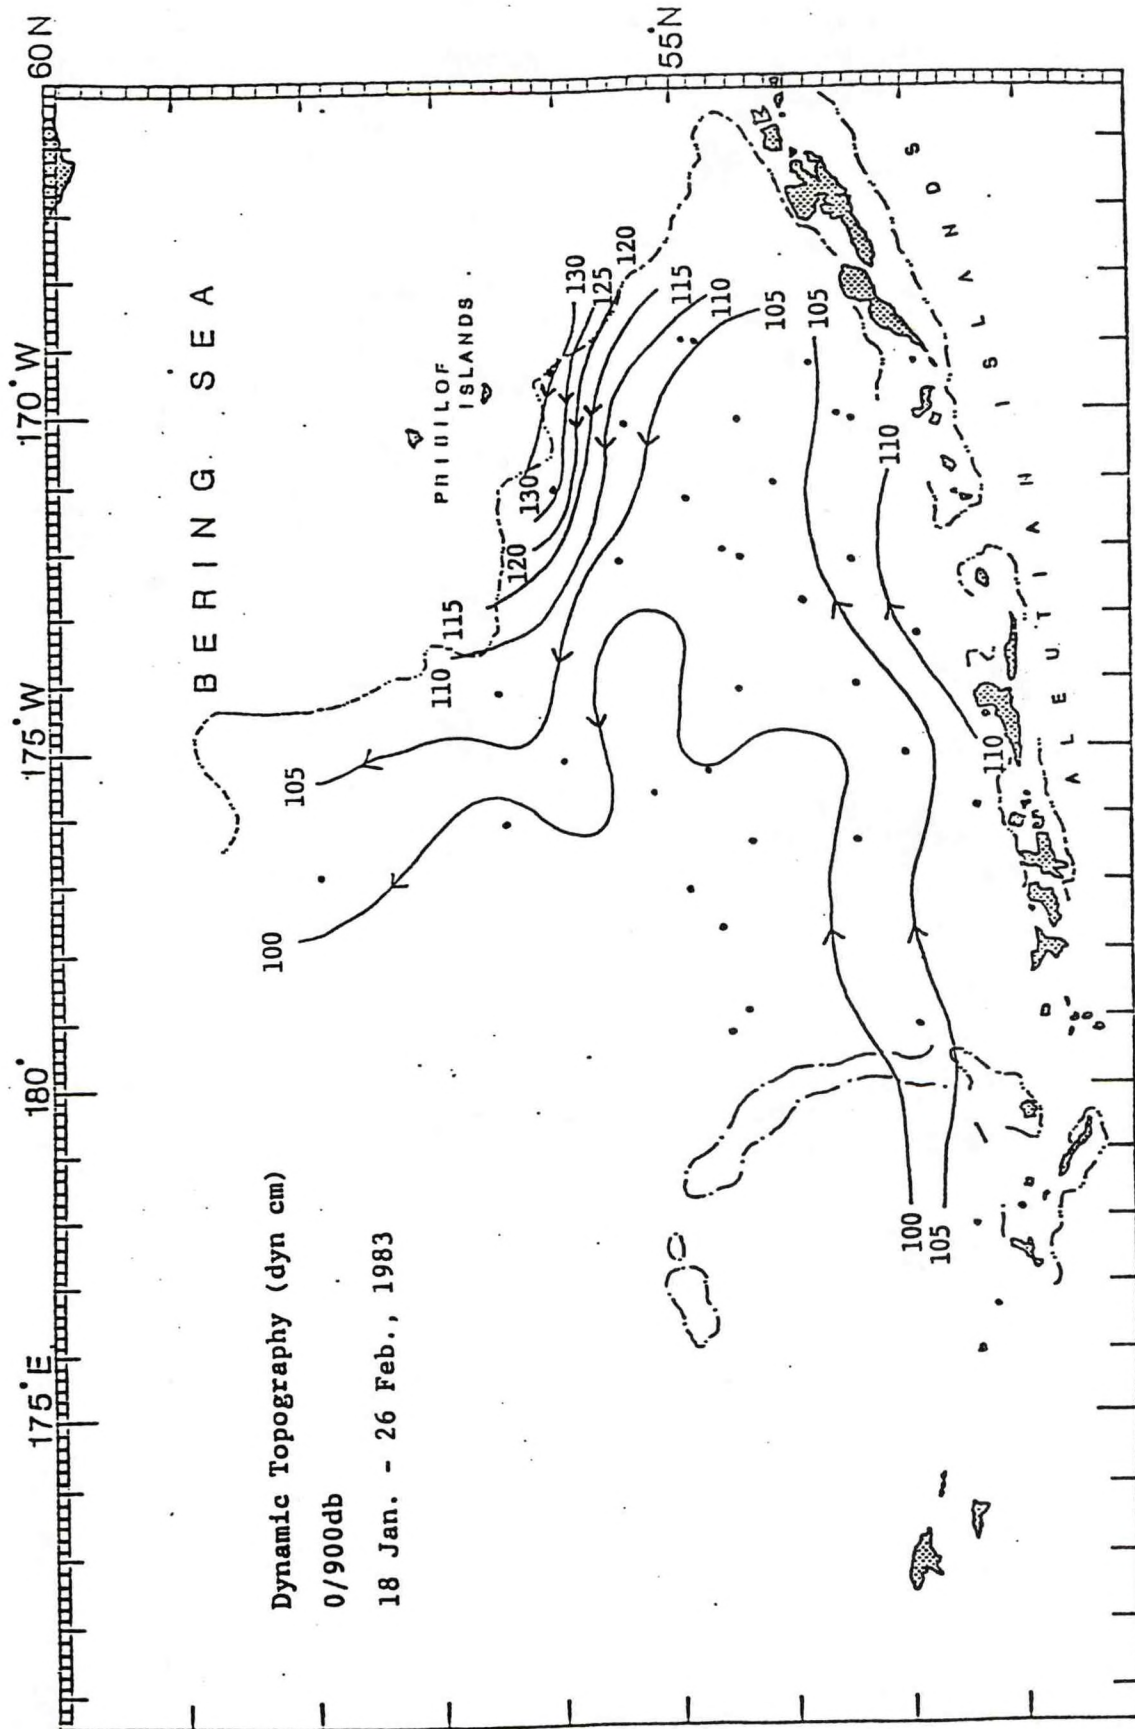 Dynamic Topography (dyn cm)
0/900db
18 Jan. - 26 Feb., 1983
175°E
180°
175°W
170°W
60N
55°N
BERING SEA
PRIBILOF
ISLANDS
ALEUTIAN ISLANDS
100
105
110
115
120
130
130
125
120
115
110
105
105
110
110
100
105